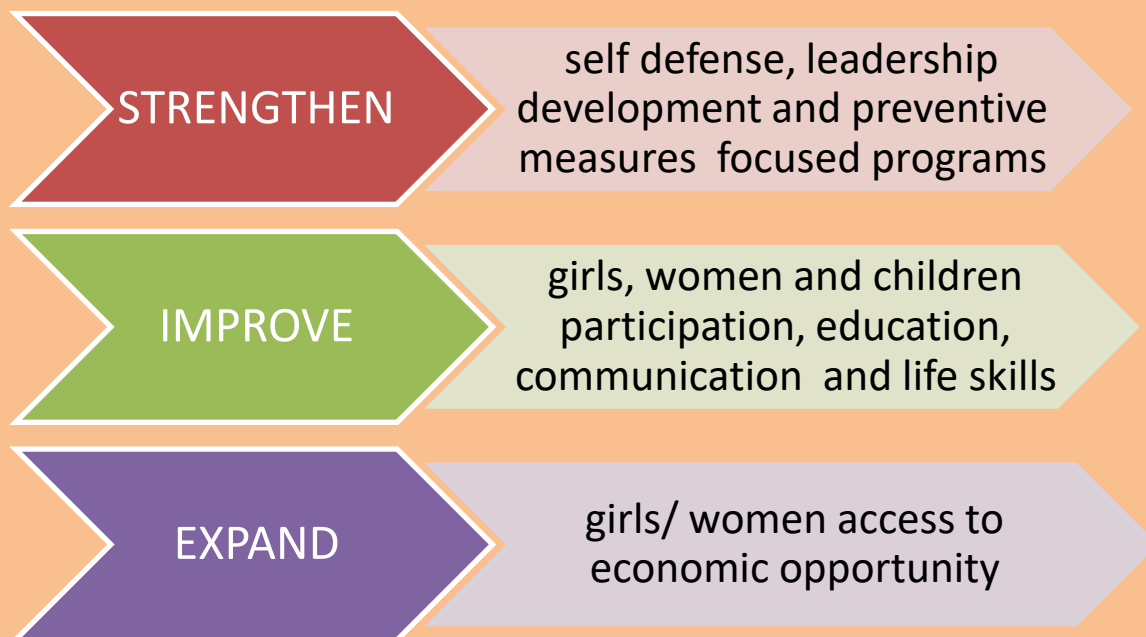 STRENGTHEN
self defense, leadership
development and preventive
measures  focused programs
IMPROVE
girls, women and children
participation, education,
communication  and life skills
EXPAND
girls/ women access to
economic opportunity